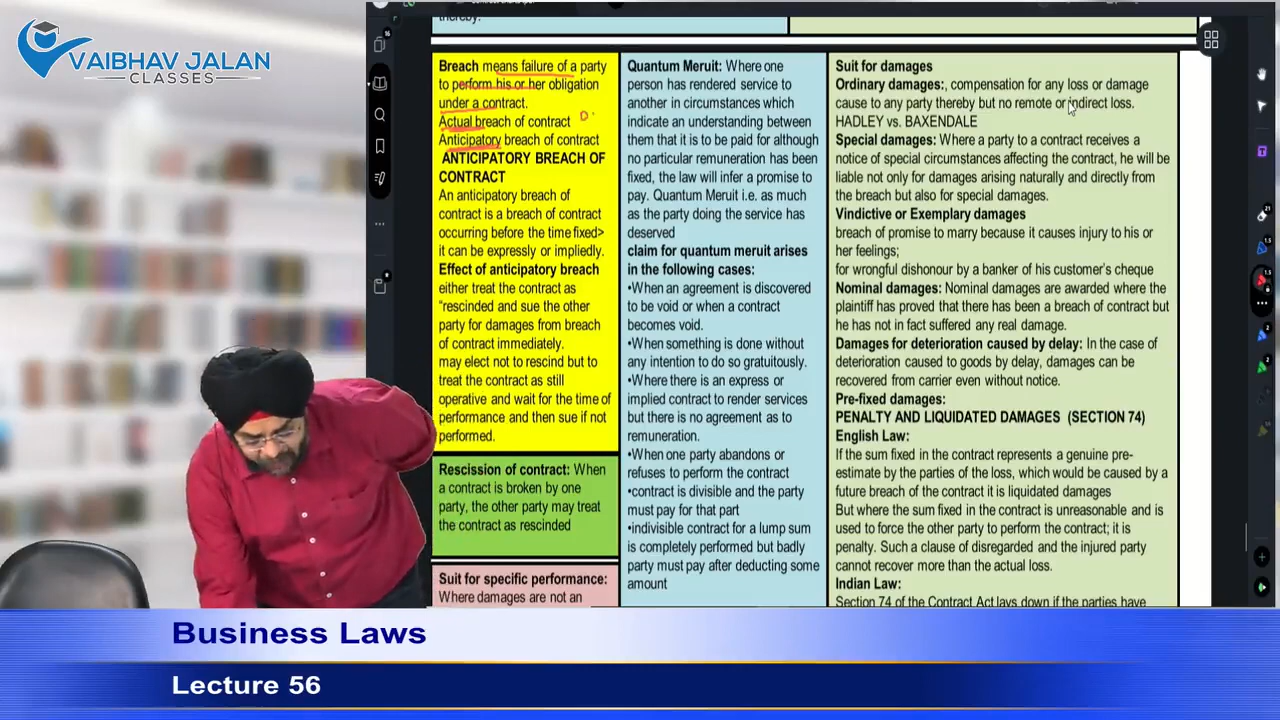 VAIBHAV JALAN
CLASSES
thereby.
Breach means failure of a party
to perform his or her obligation
under a contract.
Actual breach of contract
Anticipatory breach of contract
ANTICIPATORY BREACH OF
CONTRACT
An anticipatory breach of
contract is a breach of contract
occurring before the time fixed>
it can be expressly or impliedly.
Effect of anticipatory breach
either treat the contract as
“rescinded and sue the other
party for damages from breach
of contract immediately.
may elect not to rescind but to
treat the contract as still
operative and wait for the time of
performance and then sue if not
performed.
Rescission of contract: When
a contract is broken by one
party, the other party may treat
the contract as rescinded
Suit for specific performance:
Where damages are not an
Quantum Meruit: Where one
person has rendered service to
another in circumstances which
indicate an understanding between
them that it is to be paid for although
no particular remuneration has been
fixed, the law will infer a promise to
pay. Quantum Meruit i.e. as much
as the party doing the service has
deserved
claim for quantum meruit arises
in the following cases:
•When an agreement is discovered
to be void or when a contract
becomes void.
•When something is done without
any intention to do so gratuitously.
•Where there is an express or
implied contract to render services
but there is no agreement as to
remuneration.
•When one party abandons or
refuses to perform the contract
•contract is divisible and the party
must pay for that part
•indivisible contract for a lump sum
is completely performed but badly
party must pay after deducting some
amount
Suit for damages
Ordinary damages:, compensation for any loss or damage
cause to any party thereby but no remote or indirect loss.
HADLEY vs. BAXENDALE
Special damages: Where a party to a contract receives a
notice of special circumstances affecting the contract, he will be
liable not only for damages arising naturally and directly from
the breach but also for special damages.
Vindictive or Exemplary damages
breach of promise to marry because it causes injury to his or
her feelings;
for wrongful dishonour by a banker of his customer’s cheque
Nominal damages: Nominal damages are awarded where the
plaintiff has proved that there has been a breach of contract but
he has not in fact suffered any real damage.
Damages for deterioration caused by delay: In the case of
deterioration caused to goods by delay, damages can be
recovered from carrier even without notice.
Pre-fixed damages:
PENALTY AND LIQUIDATED DAMAGES (SECTION 74)
English Law:
If the sum fixed in the contract represents a genuine pre-
estimate by the parties of the loss, which would be caused by a
future breach of the contract it is liquidated damages
But where the sum fixed in the contract is unreasonable and is
used to force the other party to perform the contract; it is
penalty. Such a clause of disregarded and the injured party
cannot recover more than the actual loss.
Indian Law:
Section 74 of the Contract Act lays down if the parties have
Business Laws
Lecture 56